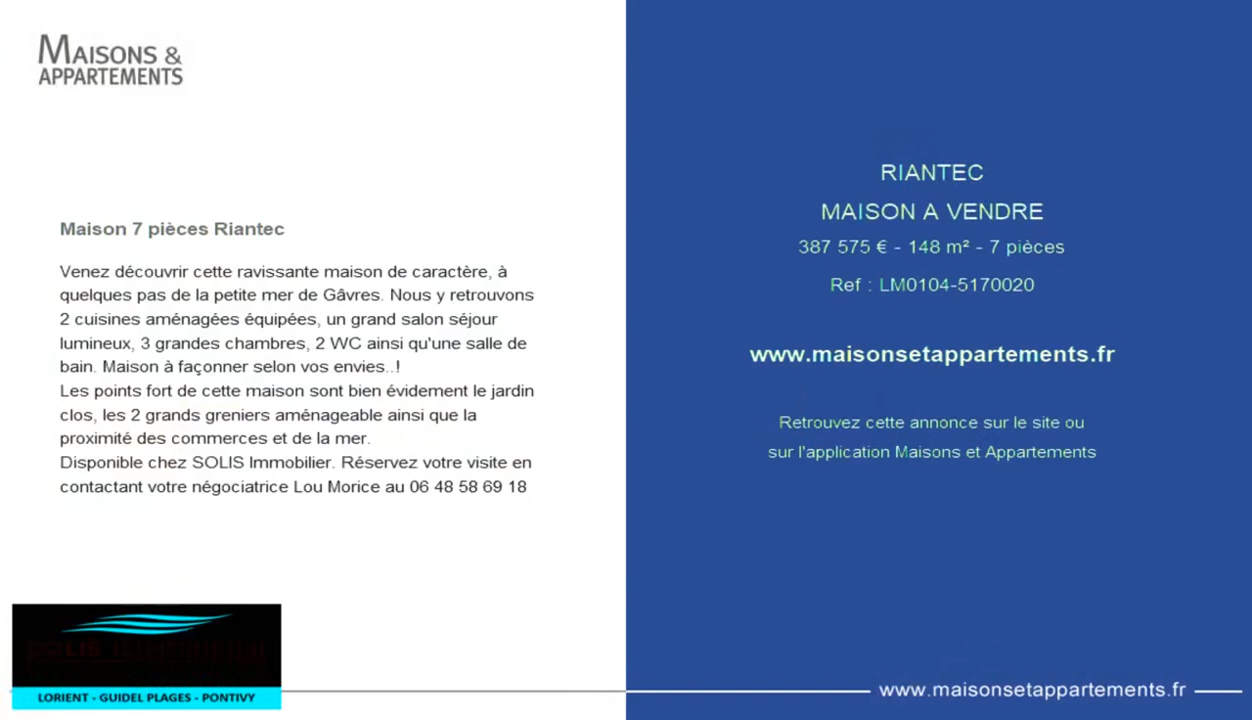 MAISONS &
APPARTEMENTS
Maison 7 pièces Riantec
Venez découvrir cette ravissante maison de caractère, à
quelques pas de la petite mer de Gâvres. Nous y retrouvons
2 cuisines aménagées équipées, un grand salon séjour
lumineux, 3 grandes chambres, 2 WC ainsi qu'une salle de
bain. Maison à façonner selon vos envies..!
Les points fort de cette maison sont bien évidement le jardin
clos, les 2 grands greniers aménageable ainsi que la
proximité des commerces et de la mer.
Disponible chez SOLIS Immobilier. Réservez votre visite en
contactant votre négociatrice Lou Morice au 06 48 58 69 18
SOLIS
LORIENT - GUIDEL PLAGES - PONTIVY
RIANTEC
MAISON A VENDRE
387 575 € - 148 m² - 7 pièces
Ref : LM0104-5170020
www.maisonsetappartements.fr
Retrouvez cette annonce sur le site ou
sur l'application Maisons et Appartements
www.maisonsetappartements.fr